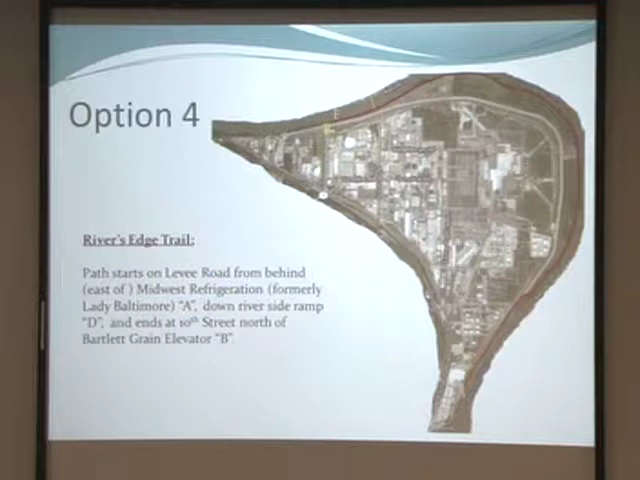 Option 4
River's Edge Trail:
Path starts on Levee Road from behind
(east of ) Midwest Refrigeration (formerly
Lady Baltimore) "A", down river side ramp
"D", and ends at 10th Street north of
Bartlett Grain Elevator "B".